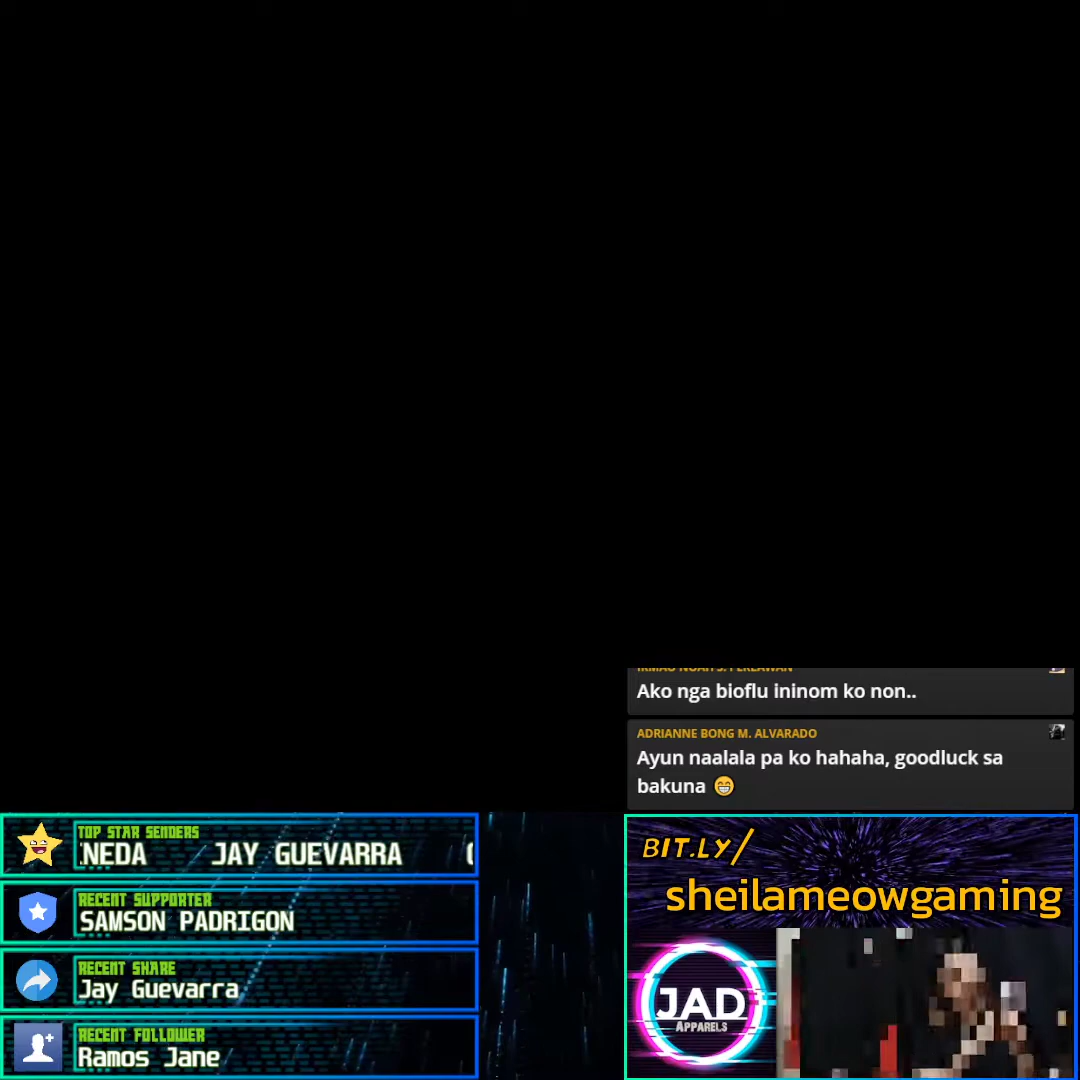 Ako nga bioflu ininom ko non..
ADRIANNE BONG M. ALVARADO
Ayun naalala pa ko hahaha, goodluck sa
bakuna 😁
TOP STAR SENDERS
NEDA JAY GUEVARRA
RECENT SUPPORTER
SAMSON PADRIGON
RECENT SHARE
Jay Guevarra
RECENT FOLLOWER
Ramos Jane
BIT.LY/
sheilameowgaming
JAD
APPARELS